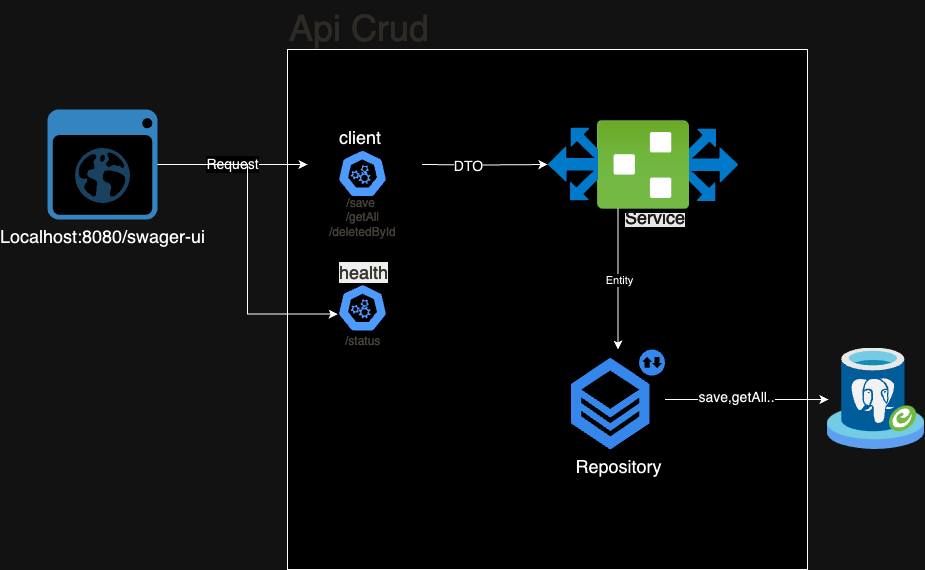 Api Crud
client
Request
DTO
/save
/getAll
/deletedById
Service
Localhost:8080/swager-ui
health
Entity
/status
save,getAll..
Repository